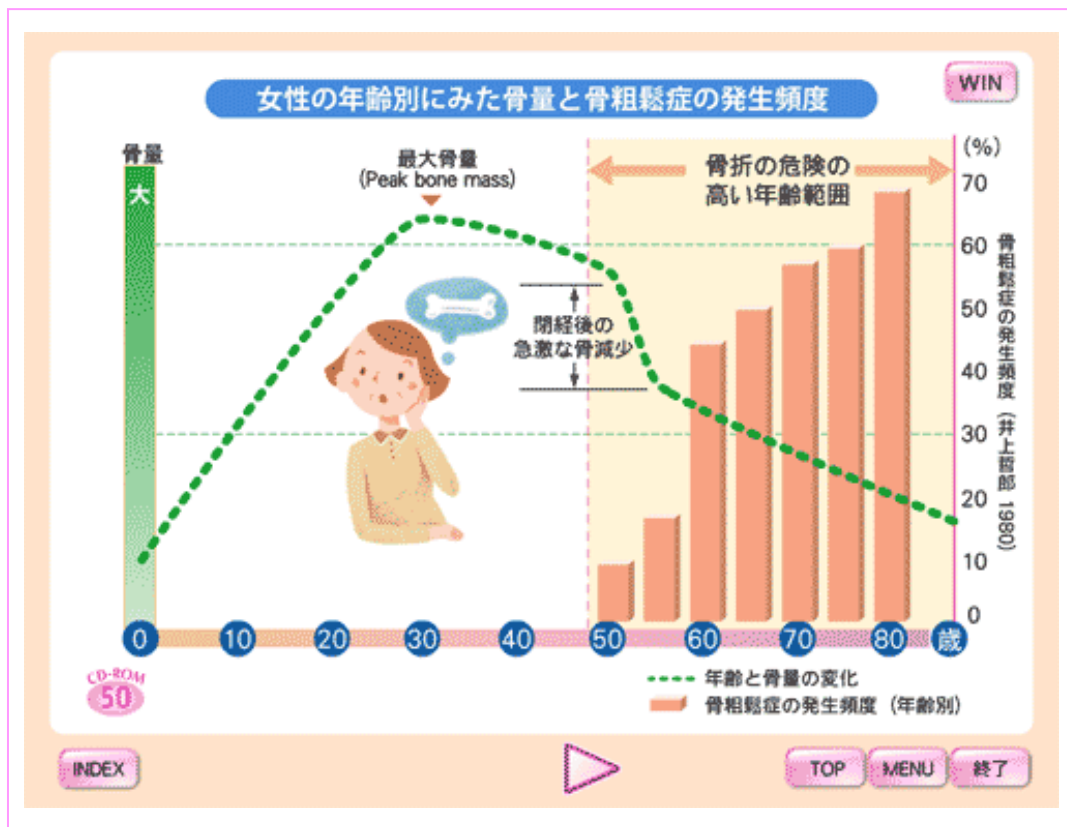 WIN
女性の年齢別にみた骨量と骨粗鬆症の発生頻度
骨量
大
最大骨量
(Peak bone mass)
骨折の危険の
高い年齢範囲
(%)
70
60
50
40
30
20
10
0
骨粗鬆症の発生頻度(井上哲郎 1980)
閉経後の
急激な骨減少
0 10 20 30 40 50 60 70 80 歳
CD-ROM
50
年齢と骨量の変化
骨粗鬆症の発生頻度(年齢別)
INDEX
TOP MENU 終了